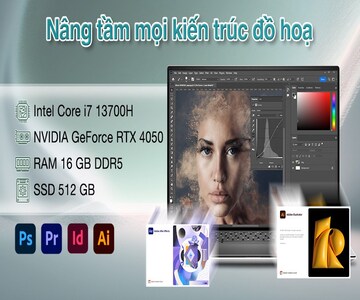 Nâng tầm mọi kiến trúc đồ hoạ
Intel Core i7 13700H
NVIDIA GeForce RTX 4050
RAM 16 GB DDR5
SSD 512 GB
Ps Pr Id Ai